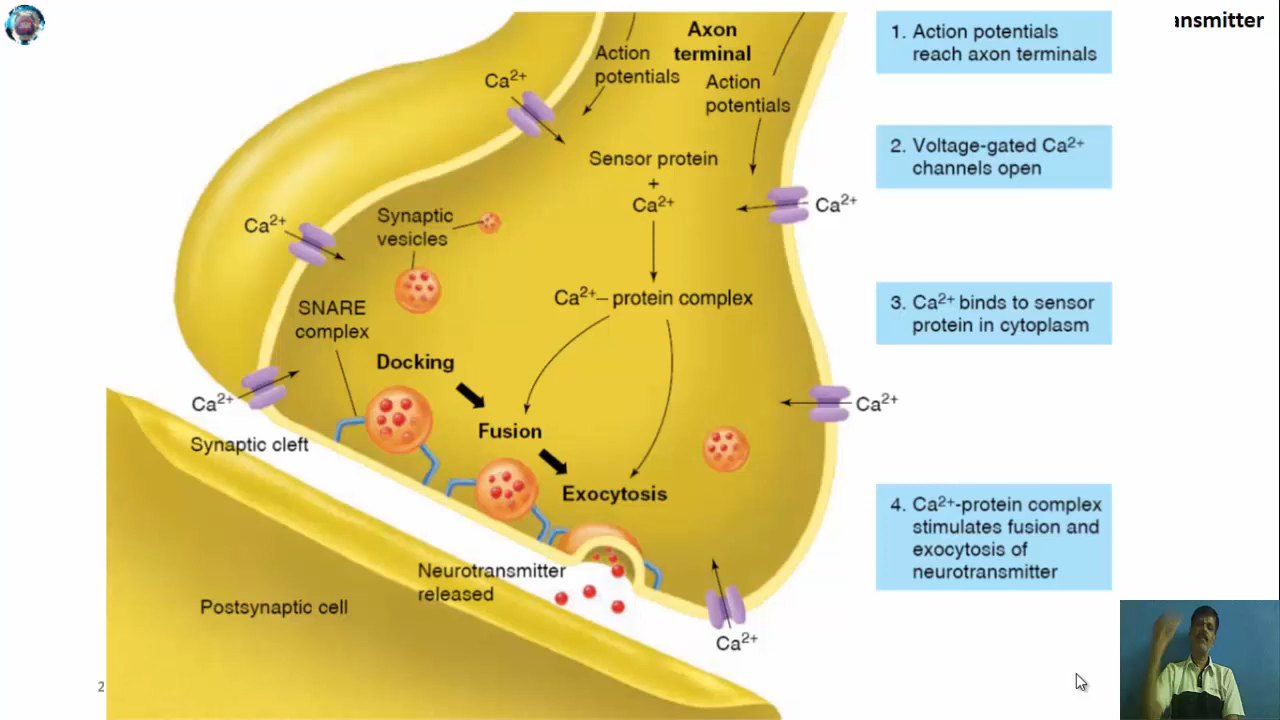 ansmitter
Axon
terminal
Action
potentials
Action
potentials
Ca2+
Sensor protein
+
Ca2+
Ca2+
Ca2+
Synaptic
vesicles
Ca2+– protein complex
SNARE
complex
Docking
Ca2+
Ca2+
Fusion
Synaptic cleft
Exocytosis
Neurotransmitter
released
Postsynaptic cell
Ca2+
2
1. Action potentials
reach axon terminals
2. Voltage-gated Ca2+
channels open
3. Ca2+ binds to sensor
protein in cytoplasm
4. Ca2+-protein complex
stimulates fusion and
exocytosis of
neurotransmitter